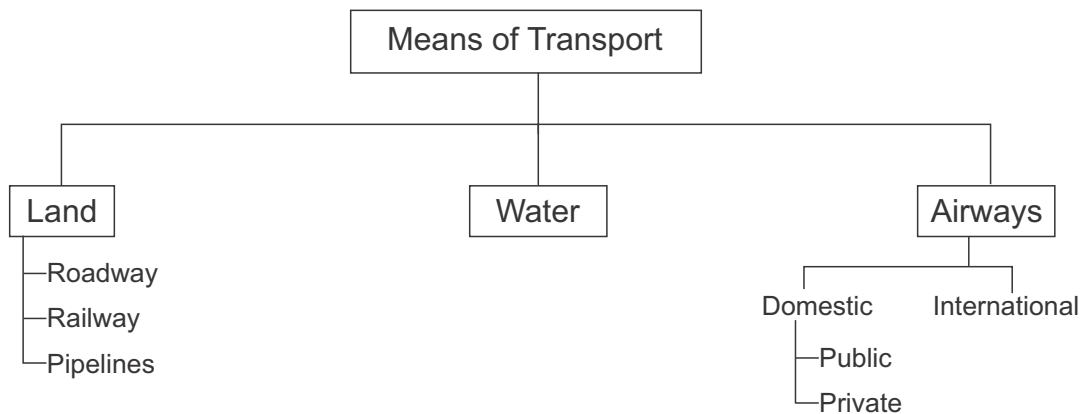 Means of Transport
Land
Water
Airways
Roadway
Railway
Pipelines
Domestic
International
Public
Private